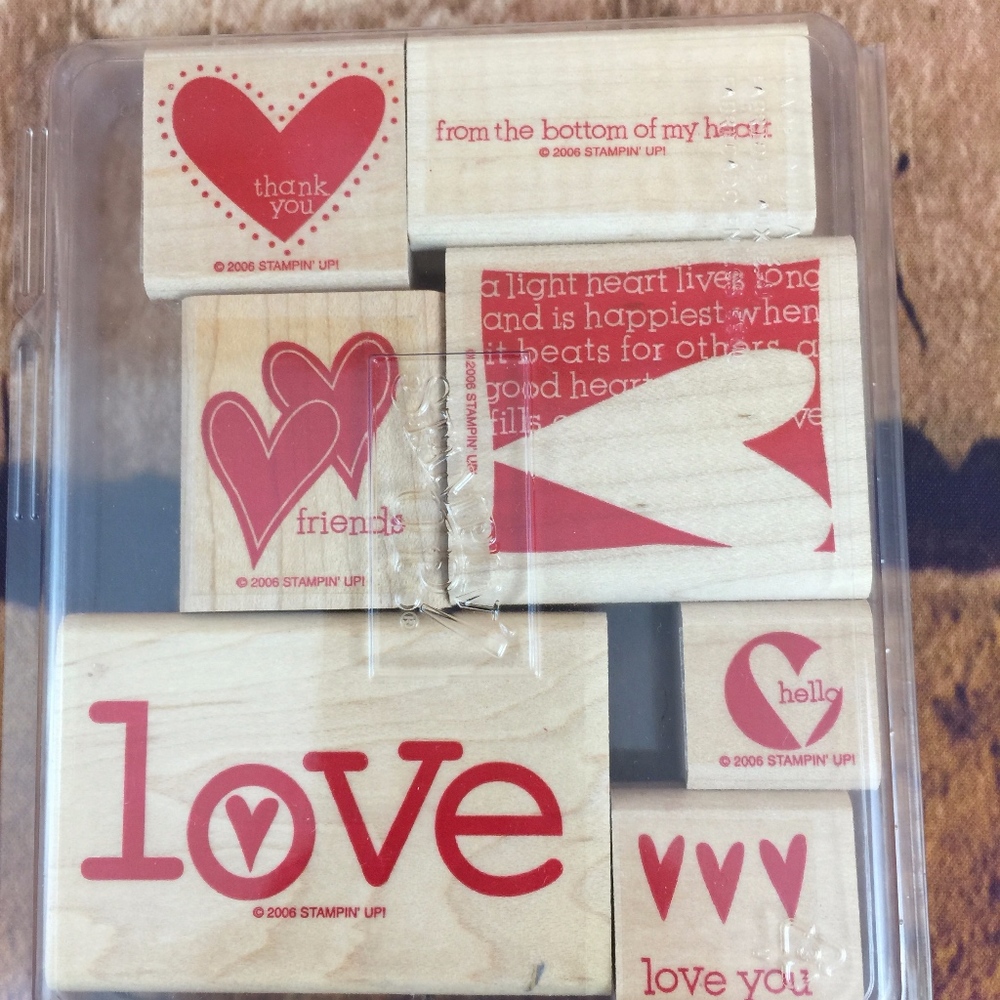 thank
you
© 2006 STAMPIN' UP!
from the bottom of my heart
© 2006 STAMPIN' UP!
a light heart lives long
and is happiest when
it beats for others. a
good heart
fills
ve
© 2006 STAMPIN' UP!
friends
© 2006 STAMPIN' UP!
love
© 2006 STAMPIN' UP!
hello
© 2006 STAMPIN' UP!
love you